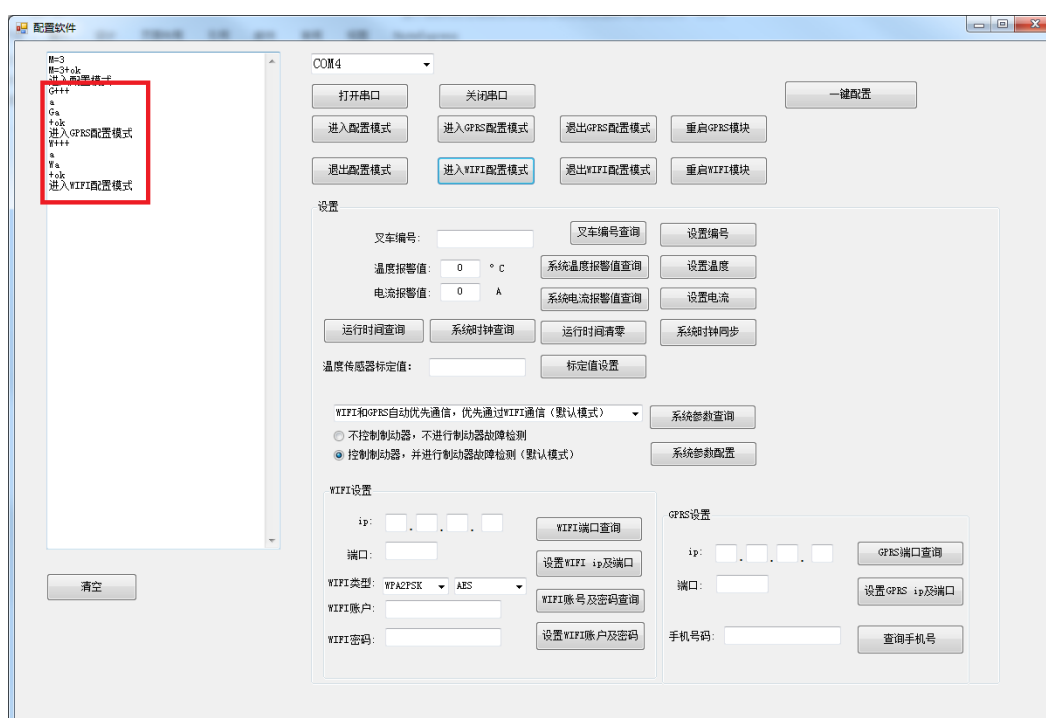 配置软件
M=3
M=3+ok
进入配置模式
G+++
a
Ga
+ok
进入GPRS配置模式
W+++
a
Wa
+ok
进入WIFI配置模式
清空
COM4
打开串口 关闭串口 一键配置
进入配置模式 进入GPRS配置模式 退出GPRS配置模式 重启GPRS模块
退出配置模式 进入WIFI配置模式 退出WIFI配置模式 重启WIFI模块
设置
叉车编号: 叉车编号查询 设置编号
温度报警值: 0 °C 系统温度报警值查询 设置温度
电流报警值: 0 A 系统电流报警值查询 设置电流
运行时间查询 系统时钟查询 运行时间清零 系统时钟同步
温度传感器标定值: 标定值设置
WIFI和GPRS自动优先通信，优先通过WIFI通信（默认模式） 系统参数查询
不控制制动器，不进行制动器故障检测
控制制动器，并进行制动器故障检测（默认模式） 系统参数配置
WIFI设置
ip: . . . WIFI端口查询
端口: 设置WIFI ip及端口
WIFI类型: WPA2PSK AES
WIFI账户: WIFI账号及密码查询
WIFI密码: 设置WIFI账户及密码
GPRS设置
ip: . . . GPRS端口查询
端口: 设置GPRS ip及端口
手机号码: 查询手机号